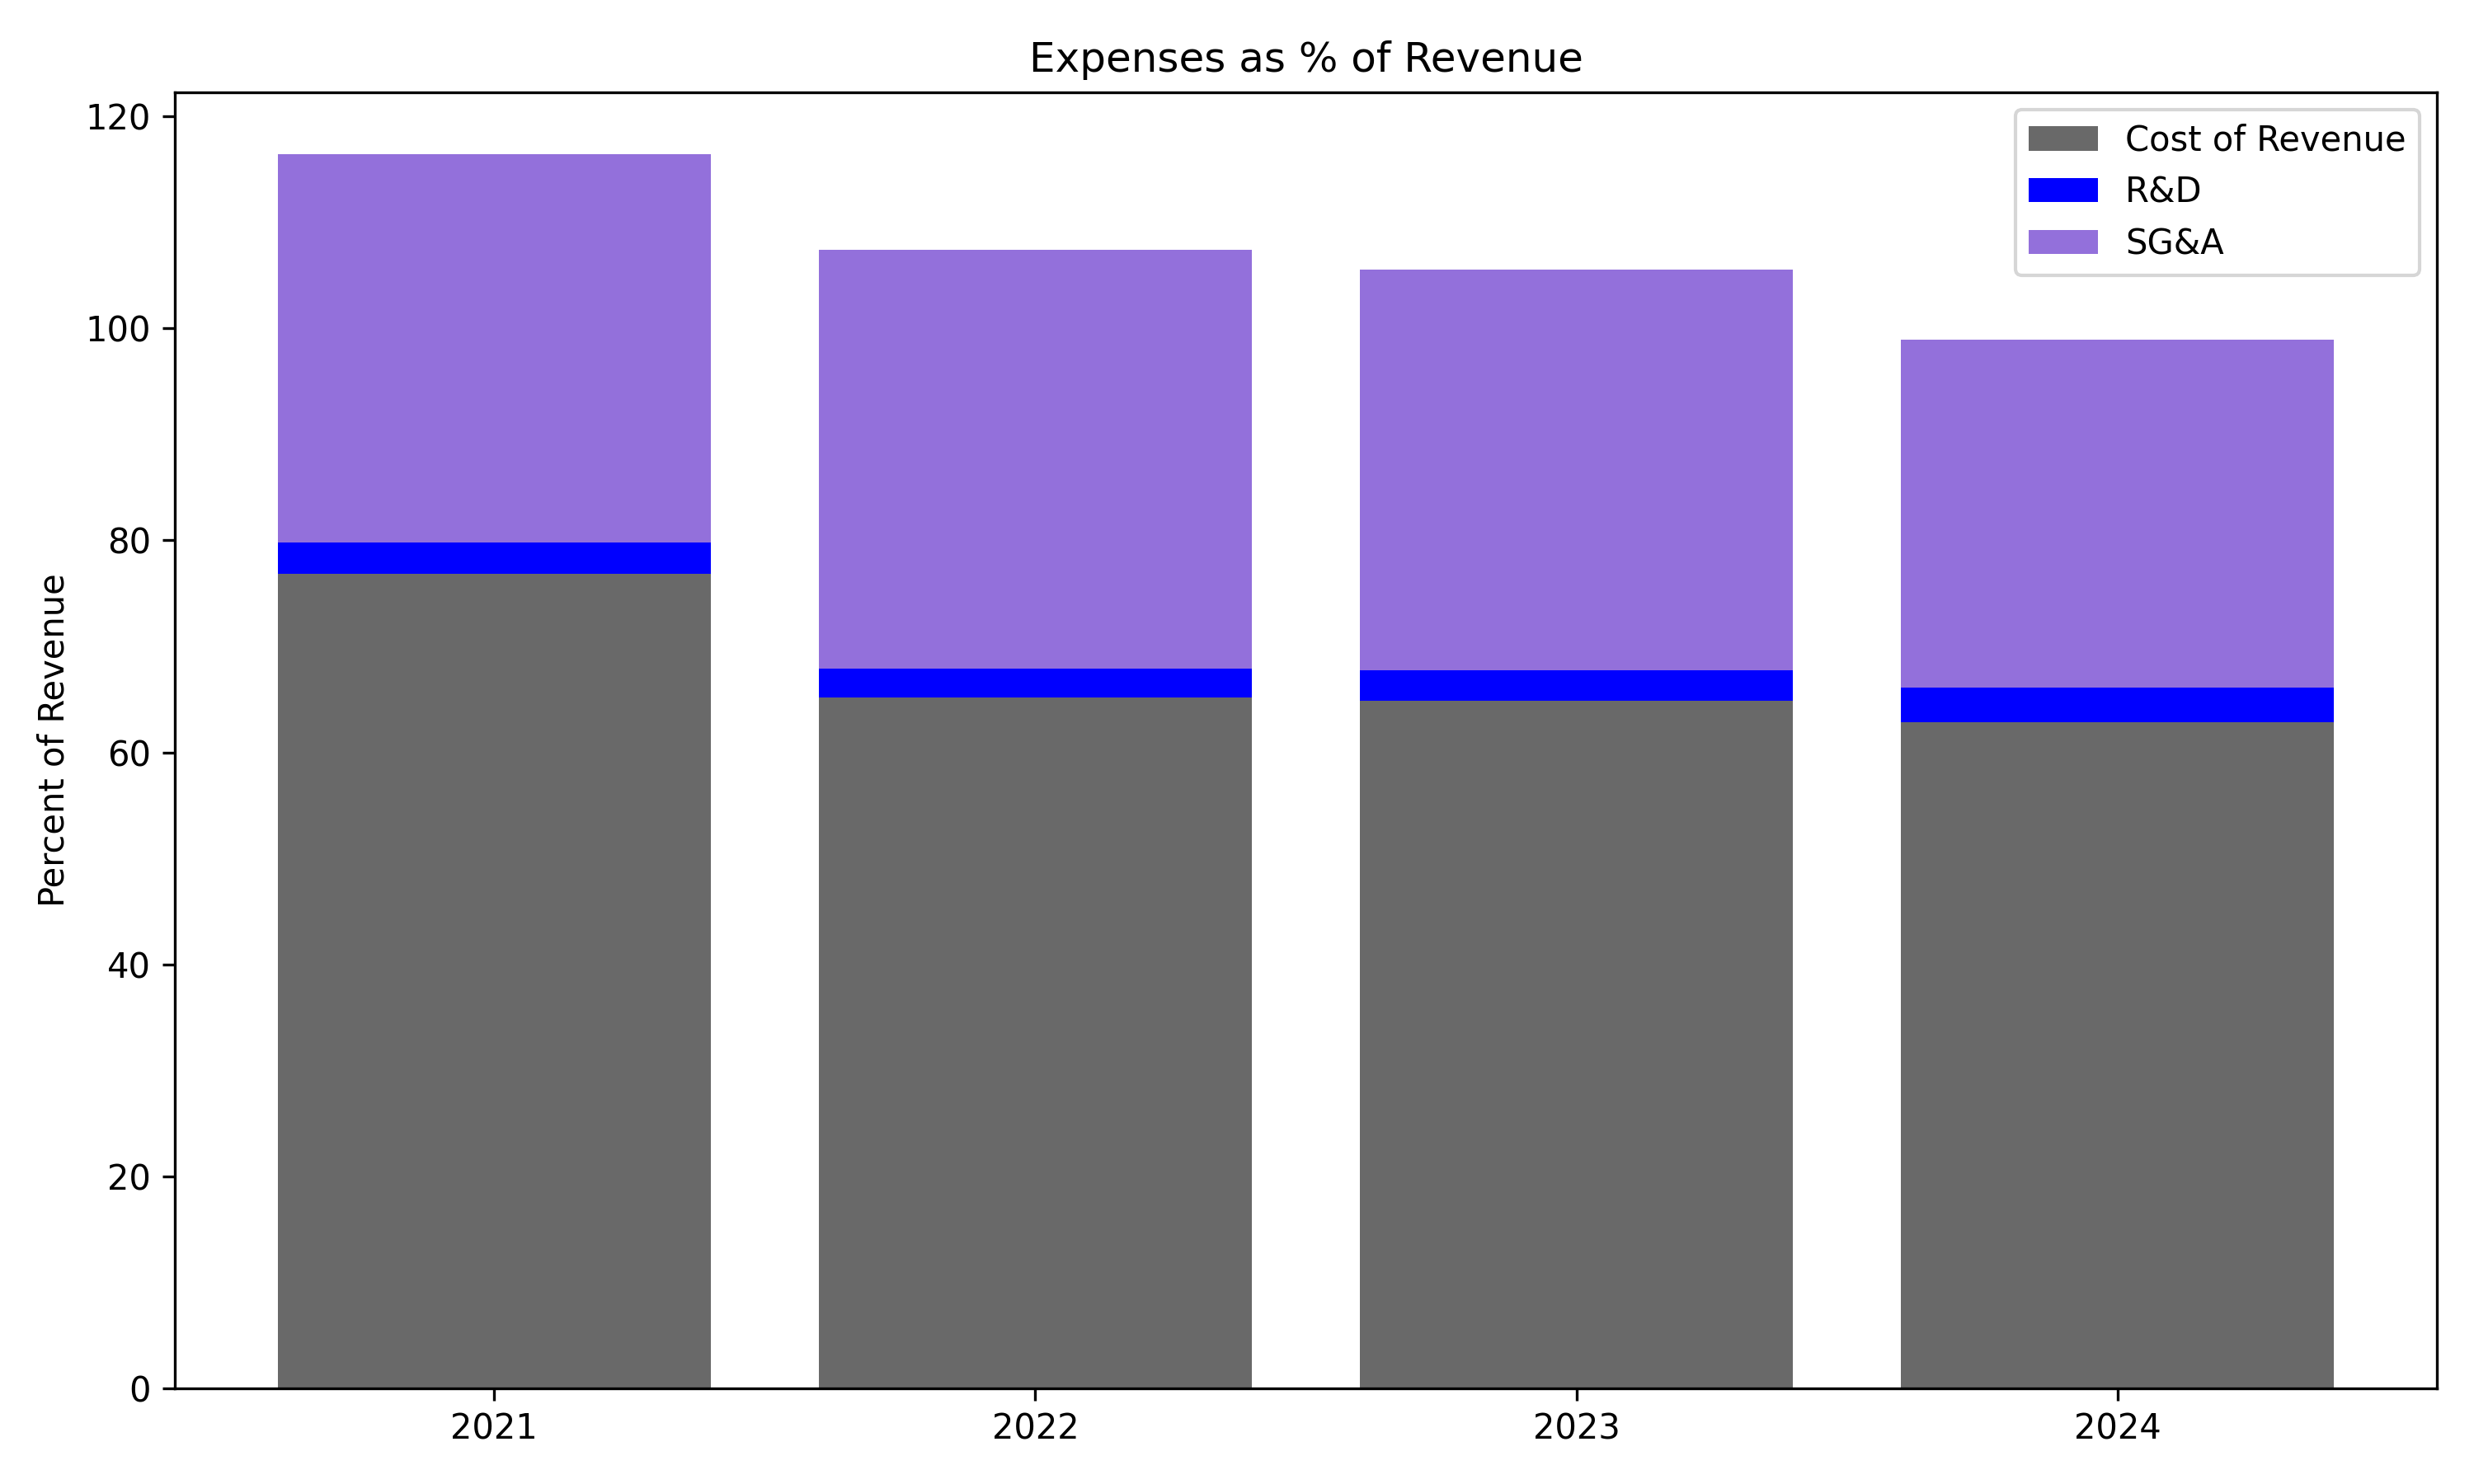 Expenses as % of Revenue
120
100
80
60
40
20
0
Percent of Revenue
Cost of Revenue
R&D
SG&A
2021
2022
2023
2024